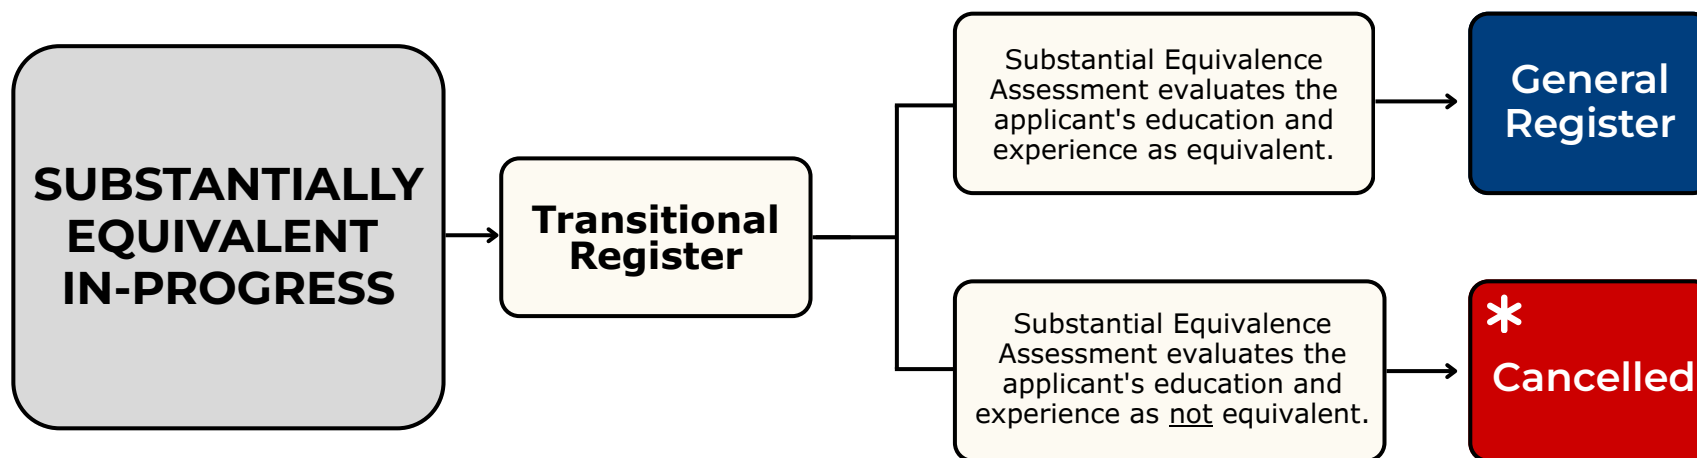 SUBSTANTIALLY
EQUIVALENT
IN-PROGRESS
Transitional
Register
Substantial Equivalence
Assessment evaluates the
applicant's education and
experience as equivalent.
General
Register
Substantial Equivalence
Assessment evaluates the
applicant's education and
experience as not equivalent.
*
Cancelled